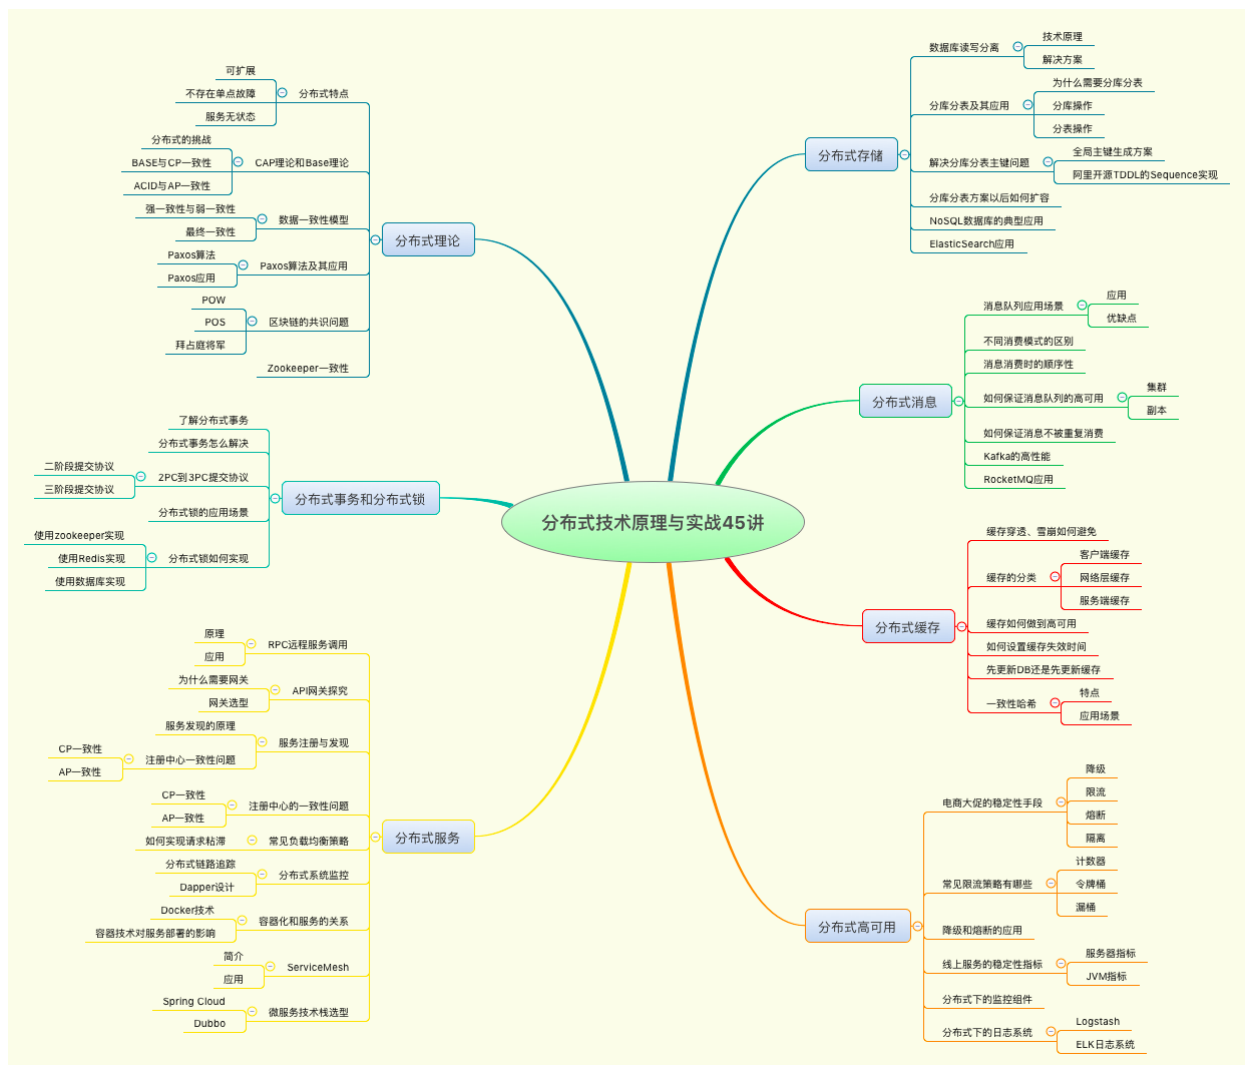 分布式技术原理与实战45讲
分布式理论
分布式特点
可扩展
不存在单点故障
服务无状态
CAP理论和Base理论
分布式的挑战
BASE与CP一致性
ACID与AP一致性
数据一致性模型
强一致性与弱一致性
最终一致性
Paxos算法及其应用
Paxos算法
Paxos应用
区块链的共识问题
POW
POS
拜占庭将军
Zookeeper一致性
分布式事务和分布式锁
了解分布式事务
分布式事务怎么解决
2PC到3PC提交协议
二阶段提交协议
三阶段提交协议
分布式锁的应用场景
分布式锁如何实现
使用zookeeper实现
使用Redis实现
使用数据库实现
分布式服务
RPC远程服务调用
原理
应用
API网关探究
为什么需要网关
网关选型
服务注册与发现
服务发现的原理
注册中心一致性问题
CP一致性
AP一致性
注册中心的一致性问题
CP一致性
AP一致性
常见负载均衡策略
如何实现请求粘滞
分布式系统监控
分布式链路追踪
Dapper设计
容器化和服务的关系
Docker技术
容器技术对服务部署的影响
ServiceMesh
简介
应用
微服务技术栈选型
Spring Cloud
Dubbo
分布式存储
数据库读写分离
技术原理
解决方案
分库分表及其应用
为什么需要分库分表
分库操作
分表操作
解决分库分表主键问题
全局主键生成方案
阿里开源TDDL的Sequence实现
分库分表方案以后如何扩容
NoSQL数据库的典型应用
ElasticSearch应用
分布式消息
消息队列应用场景
应用
优缺点
不同消费模式的区别
消息消费时的顺序性
如何保证消息队列的高可用
集群
副本
如何保证消息不被重复消费
Kafka的高性能
RocketMQ应用
分布式缓存
缓存穿透、雪崩如何避免
缓存的分类
客户端缓存
网络层缓存
服务端缓存
缓存如何做到高可用
如何设置缓存失效时间
先更新DB还是先更新缓存
一致性哈希
特点
应用场景
分布式高可用
电商大促的稳定性手段
降级
限流
熔断
隔离
常见限流策略有哪些
计数器
令牌桶
漏桶
降级和熔断的应用
线上服务的稳定性指标
服务器指标
JVM指标
分布式下的监控组件
分布式下的日志系统
Logstash
ELK日志系统